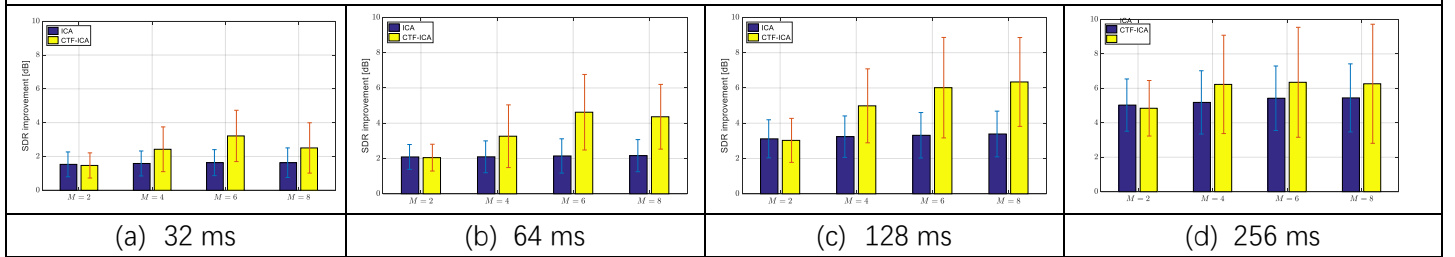 10
8
6
4
2
0
SDR improvement [dB]
ICA
CTF-ICA
M = 2
M = 4
M = 6
M = 8
(a) 32 ms
10
8
6
4
2
0
SDR improvement [dB]
ICA
CTF-ICA
M = 2
M = 4
M = 6
M = 8
(b) 64 ms
10
8
6
4
2
0
SDR improvement [dB]
ICA
CTF-ICA
M = 2
M = 4
M = 6
M = 8
(c) 128 ms
10
8
6
4
2
0
SDR improvement [dB]
ICA
CTF-ICA
M = 2
M = 4
M = 6
M = 8
(d) 256 ms